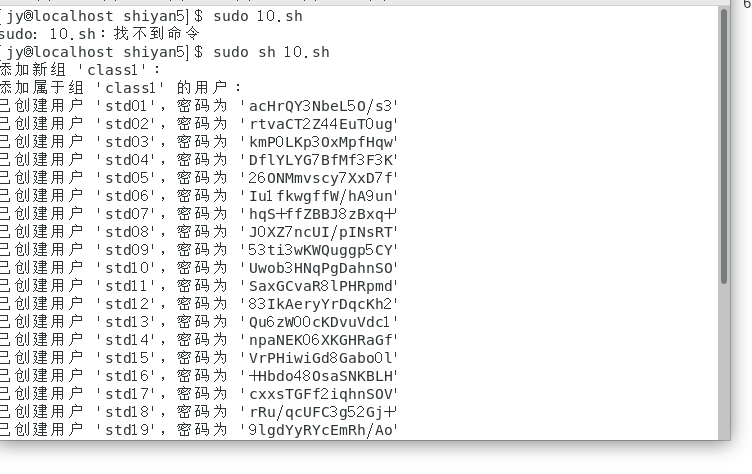 [jy@localhost shiyan5]$ sudo 10.sh
sudo: 10.sh：找不到命令
[jy@localhost shiyan5]$ sudo sh 10.sh
添加新组 'class1'：
添加属于组 'class1' 的用户：
已创建用户 'std01'，密码为 'acHrQY3NbeL5O/s3'
已创建用户 'std02'，密码为 'rtvaCT2Z44EuT0ug'
已创建用户 'std03'，密码为 'kmP0LKp3OxMpfHqw'
已创建用户 'std04'，密码为 'DflYLYG7BfMf3F3K'
已创建用户 'std05'，密码为 '26ONMmvscy7XxD7f'
已创建用户 'std06'，密码为 'Iu1fkwgffW/hA9un'
已创建用户 'std07'，密码为 'hqS+ffZBBJ8zBxq+'
已创建用户 'std08'，密码为 'J0XZ7ncUI/pINsRT'
已创建用户 'std09'，密码为 '53ti3wKWQuggp5CY'
已创建用户 'std10'，密码为 'Uwob3HNqPgDahnSO'
已创建用户 'std11'，密码为 'SaxGCvaR8lPHRpmd'
已创建用户 'std12'，密码为 '83IkAeryYrDqcKh2'
已创建用户 'std13'，密码为 'Qu6zW00cKDvuVdc1'
已创建用户 'std14'，密码为 'npaNEK06XKGHRaGf'
已创建用户 'std15'，密码为 'VrPHiwiGd8Gabo0l'
已创建用户 'std16'，密码为 '+Hbdo48OsaSNKBLH'
已创建用户 'std17'，密码为 'cxxsTGFf2iqhnSOV'
已创建用户 'std18'，密码为 'rRu/qcUFC3g52Gj+'
已创建用户 'std19'，密码为 '9lgdYyRYcEmRh/Ao'